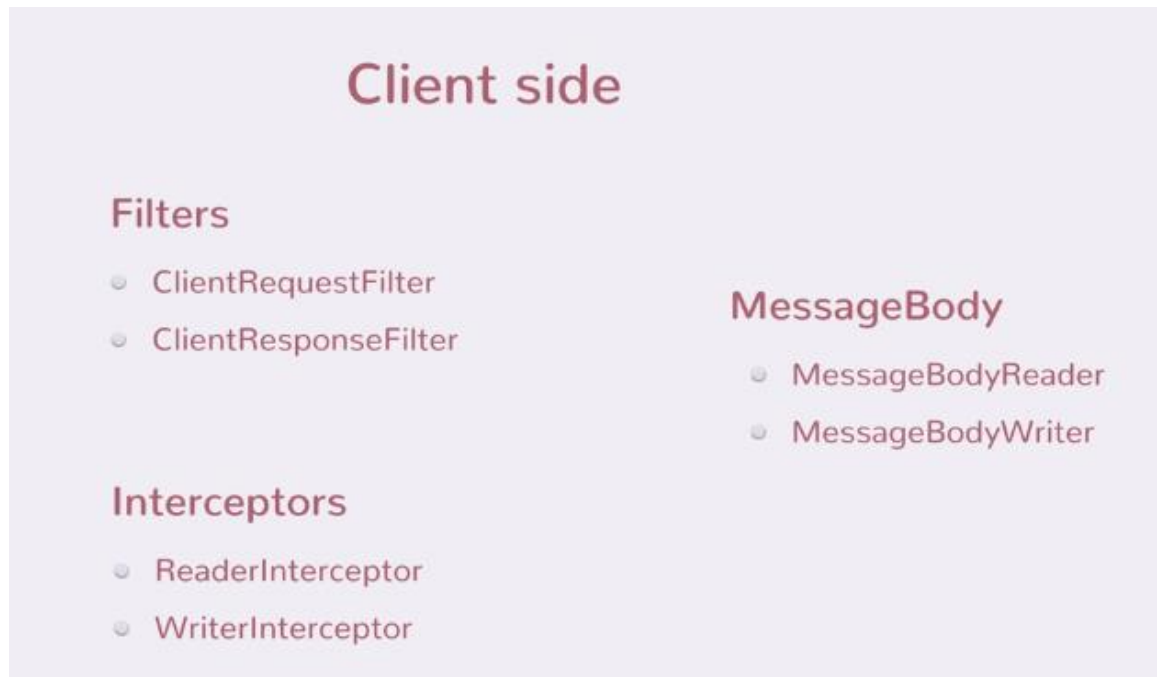 Client side
Filters
ClientRequestFilter
ClientResponseFilter
Interceptors
ReaderInterceptor
WriterInterceptor
MessageBody
MessageBodyReader
MessageBodyWriter